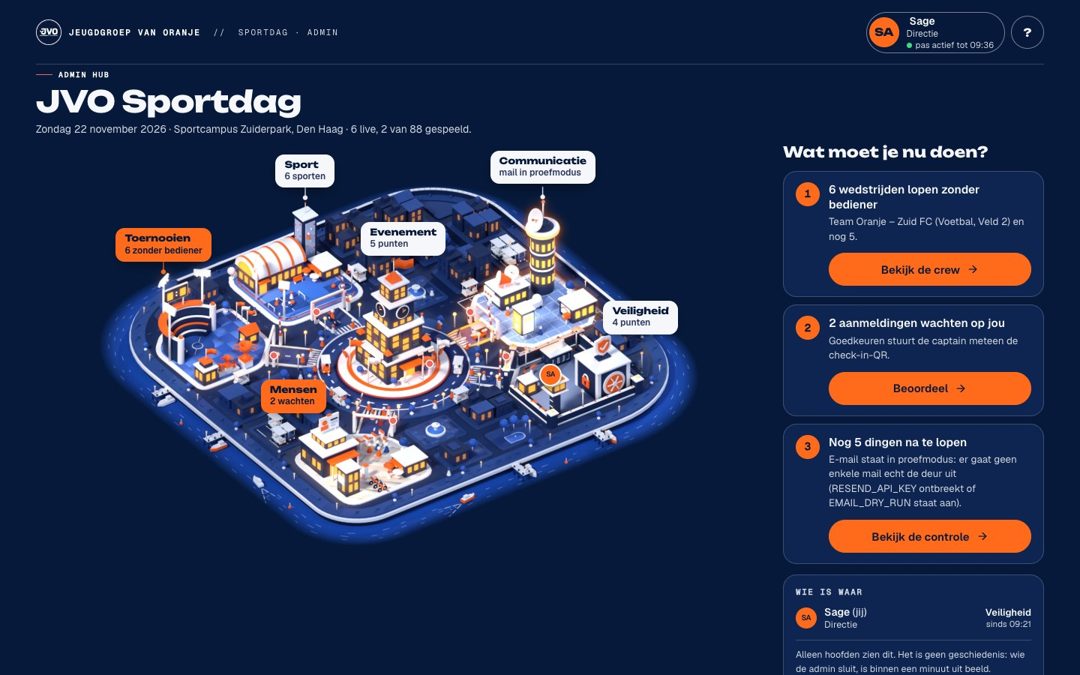 JVO JEUGDGROEP VAN ORANJE // SPORTDAG · ADMIN
SA Sage
Directie
pas actief tot 09:36
?
ADMIN HUB
JVO Sportdag
Zondag 22 november 2026 · Sportcampus Zuiderpark, Den Haag · 6 live, 2 van 88 gespeeld.
Sport
6 sporten
Communicatie
mail in proefmodus
Toernooien
6 zonder bediener
Evenement
5 punten
Veiligheid
4 punten
SA
Mensen
2 wachten
Wat moet je nu doen?
1 6 wedstrijden lopen zonder
bediener
Team Oranje – Zuid FC (Voetbal, Veld 2) en
nog 5.
Bekijk de crew →
2 2 aanmeldingen wachten op jou
Goedkeuren stuurt de captain meteen de
check-in-QR.
Beoordeel →
3 Nog 5 dingen na te lopen
E-mail staat in proefmodus: er gaat geen
enkele mail echt de deur uit
(RESEND_API_KEY ontbreekt of
EMAIL_DRY_RUN staat aan).
Bekijk de controle →
WIE IS WAAR
SA Sage (jij) Veiligheid
Directie sinds 09:21
Alleen hoofden zien dit. Het is geen geschiedenis: wie
de admin sluit, is binnen een minuut uit beeld.